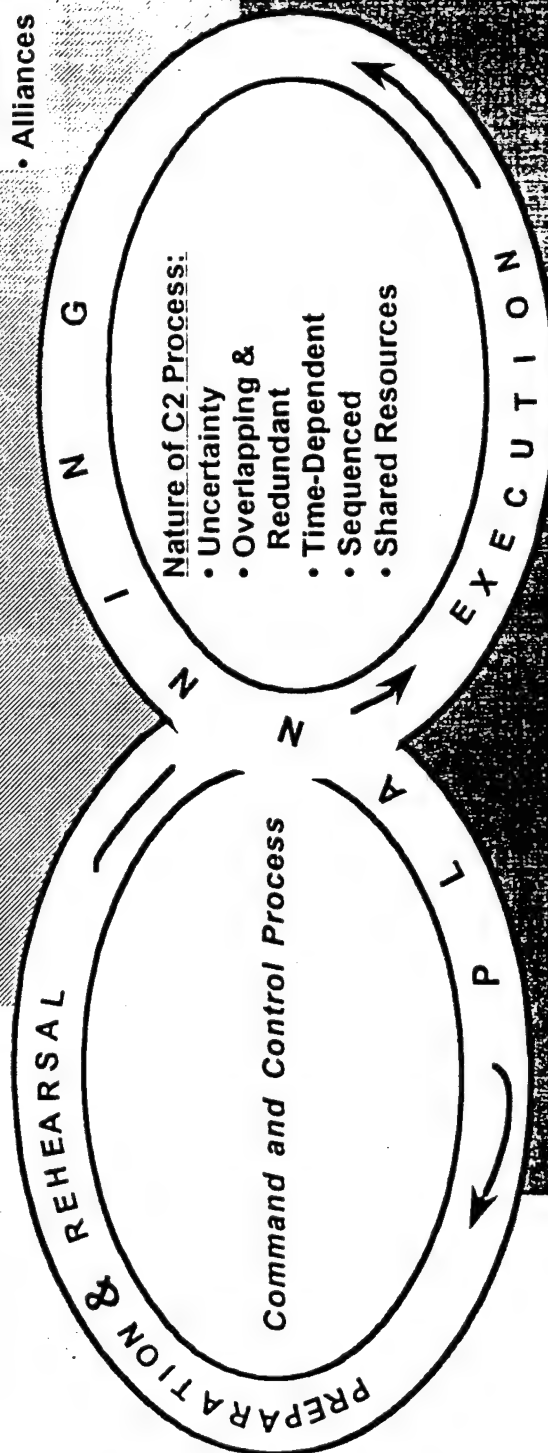 • Alliances
PREPARATION & REHEARSAL
PLANNING
EXECUTION
Command and Control Process
Nature of C2 Process:
• Uncertainty
• Overlapping &
Redundant
• Time-Dependent
• Sequenced
• Shared Resources